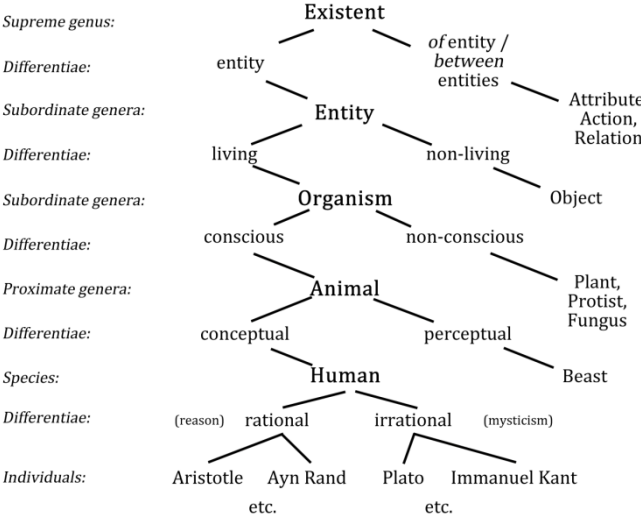 Supreme genus:
Existent
Differentiae:
entity
of entity /
between
entities
Subordinate genera:
Entity
Attribute,
Action,
Relation
Differentiae:
living
non-living
Subordinate genera:
Organism
Object
Differentiae:
conscious
non-conscious
Proximate genera:
Animal
Plant,
Protist,
Fungus
Differentiae:
conceptual
perceptual
Species:
Human
Beast
Differentiae:
(reason) rational
irrational (mysticism)
Individuals:
Aristotle Ayn Rand Plato Immanuel Kant
etc. etc.